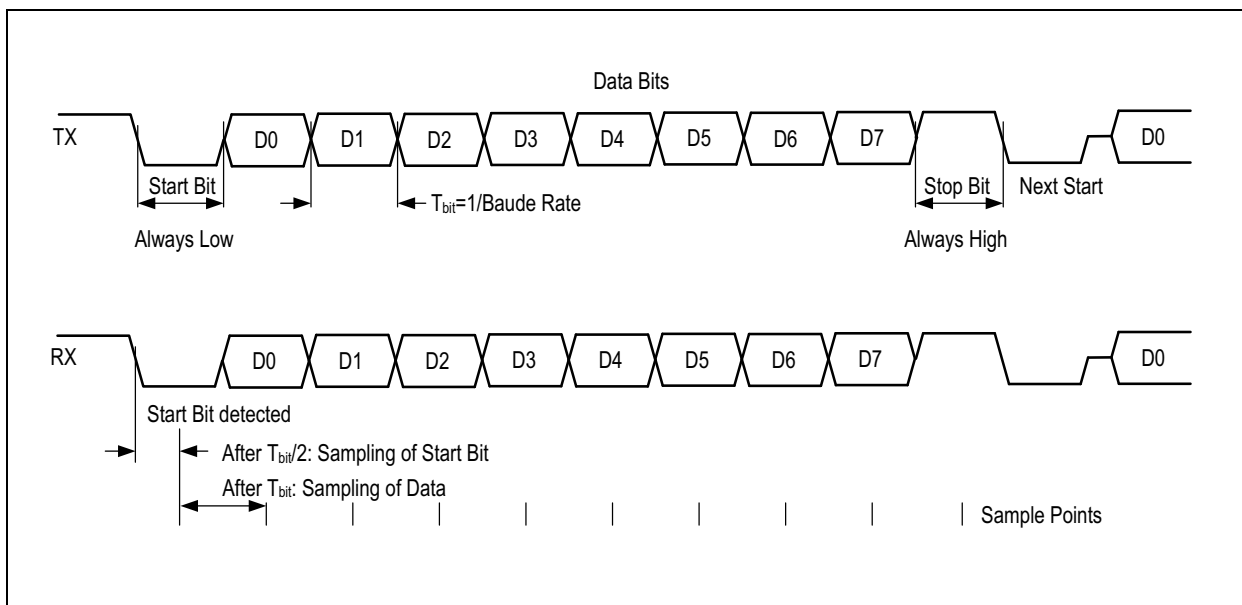 Data Bits
TX D0 D1 D2 D3 D4 D5 D6 D7 D0
Start Bit Stop Bit Next Start
Tbit=1/Baude Rate
Always Low Always High
RX D0 D1 D2 D3 D4 D5 D6 D7 D0
Start Bit detected
After Tbit/2: Sampling of Start Bit
After Tbit: Sampling of Data
Sample Points